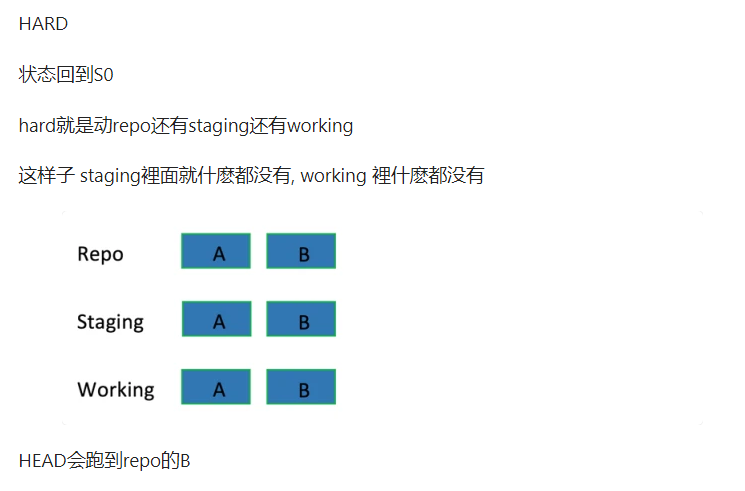 HARD
状态回到S0
hard就是动repo还有staging还有working
这样子 staging裡面就什麽都没有, working 裡什麽都没有
Repo A B
Staging A B
Working A B
HEAD会跑到repo的B